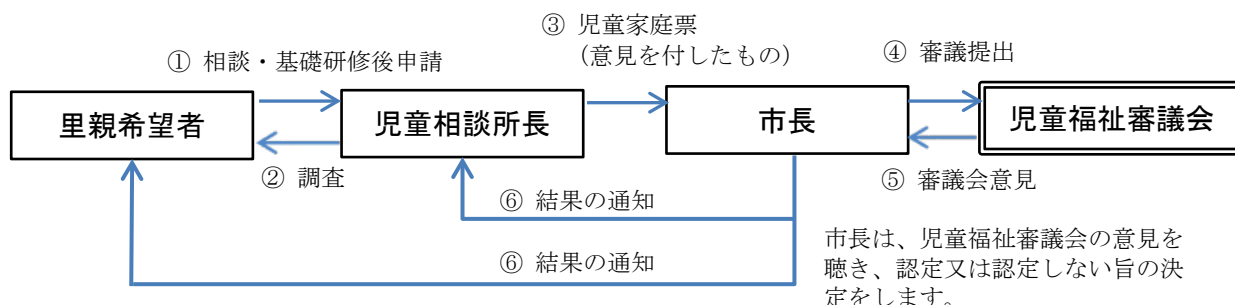 ③ 児童家庭票
（意見を付したもの）
① 相談・基礎研修後申請
④ 審議提出
里親希望者
児童相談所長
市長
児童福祉審議会
② 調査
⑤ 審議会意見
⑥ 結果の通知
⑥ 結果の通知
市長は、児童福祉審議会の意見を
聴き、認定又は認定しない旨の決
定をします。